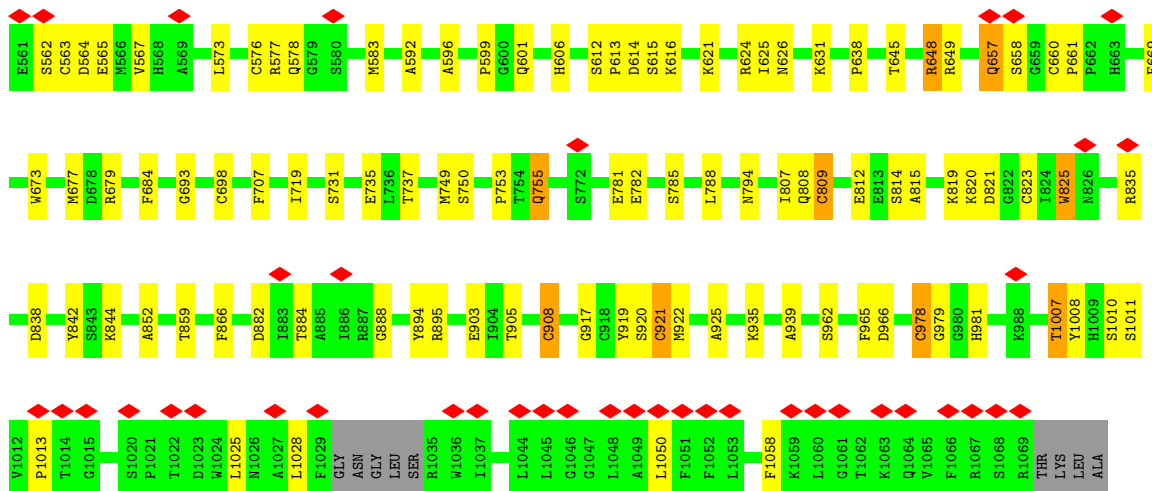 E561 S562 C563 D564 E565 M566 V567 H568 A569 L573 C576 R577 Q578 G579 S580 M583 A592 A596 P599 G600 Q601 H606 S612 P613 D614 S615 K616 K621 R624 I625 N626 K631 P638 T645 R648 R649 Q657 S658 G659 C660 P661 P662 H663
W673 M677 D678 R679 F684 G693 C698 F707 I719 S731 E735 L736 T737 M749 S750 P753 T754 Q755 S772 E781 E782 S785 L788 N794 I807 Q808 C809 E812 E813 S814 A815 K819 K820 D821 G822 C823 I824 W825 N826 R835
D838 Y842 S843 K844 A852 T859 F866 D882 I883 T884 A885 I886 R887 G888 Y894 R895 E903 I904 T905 C908 G917 C918 Y919 S920 C921 M922 A925 K935 A939 S962 F965 D966 C978 G979 G980 H981 K988 T1007 Y1008 H1009 S1010 S1011
V1012 P1013 T1014 G1015 S1020 P1021 T1022 D1023 W1024 L1025 N1026 A1027 L1028 F1029 GLY ASN GLY LEU SER R1035 W1036 I1037 L1044 L1045 G1046 G1047 L1048 A1049 L1050 F1051 F1052 L1053 F1058 K1059 L1060 G1061 T1062 K1063 Q1064 V1065 F1066 R1067 S1068 R1069 THR LYS LEU ALA